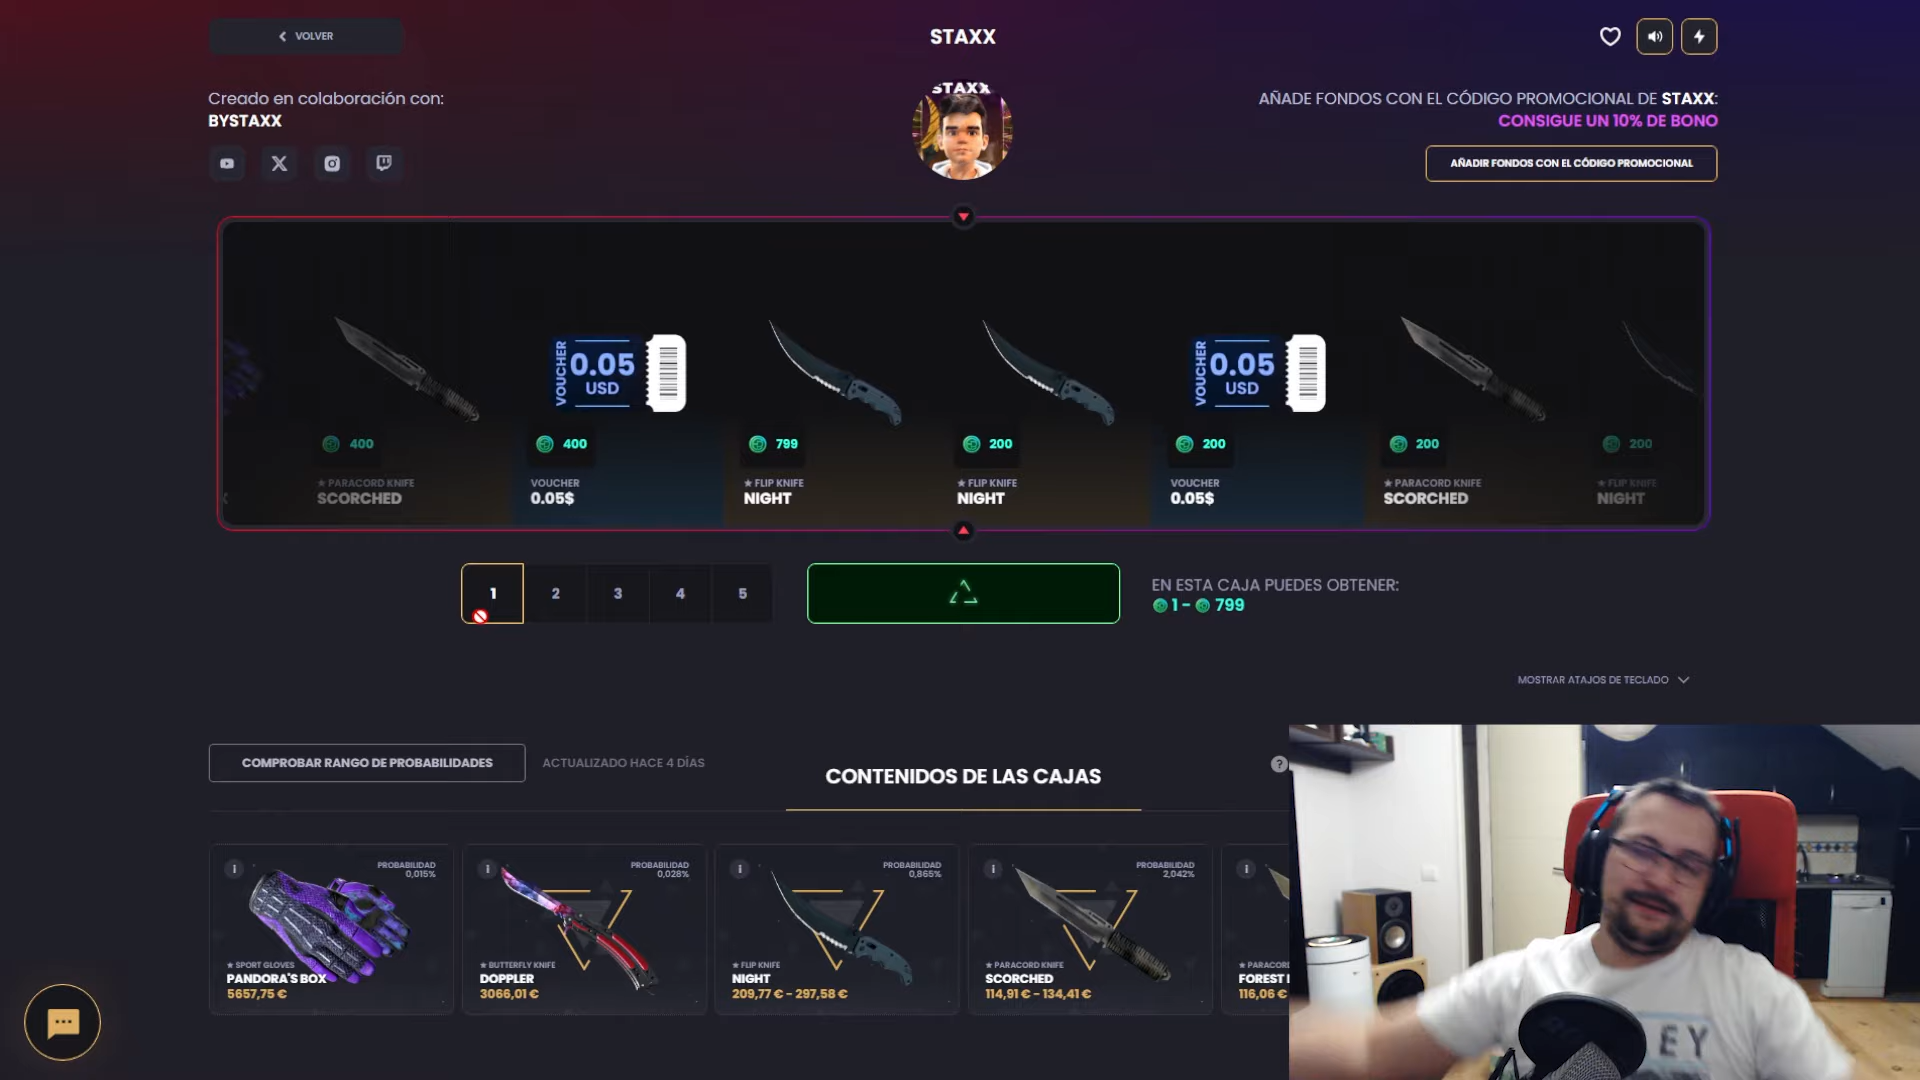 VOLVER
STAXX
Creado en colaboración con:
BYSTAXX
STAXX
AÑADE FONDOS CON EL CÓDIGO PROMOCIONAL DE STAXX:
CONSIGUE UN 10% DE BONO
AÑADIR FONDOS CON EL CÓDIGO PROMOCIONAL
400
★ PARACORD KNIFE
SCORCHED
VOUCHER
0.05
USD
400
VOUCHER
0.05$
799
★ FLIP KNIFE
NIGHT
200
★ FLIP KNIFE
NIGHT
VOUCHER
0.05
USD
200
VOUCHER
0.05$
200
★ PARACORD KNIFE
SCORCHED
200
★ FLIP KNIFE
NIGHT
1 2 3 4 5
EN ESTA CAJA PUEDES OBTENER:
1 - 799
MOSTRAR ATAJOS DE TECLADO
COMPROBAR RANGO DE PROBABILIDADES
ACTUALIZADO HACE 4 DÍAS
CONTENIDOS DE LAS CAJAS
?
PROBABILIDAD
0,015%
★ SPORT GLOVES
PANDORA'S BOX
5657,75 €
PROBABILIDAD
0,028%
★ BUTTERFLY KNIFE
DOPPLER
3066,01 €
PROBABILIDAD
0,865%
★ FLIP KNIFE
NIGHT
209,77 € - 297,58 €
PROBABILIDAD
2,042%
★ PARACORD KNIFE
SCORCHED
114,91 € - 134,41 €
★ PARACOR
FOREST
116,06 €
EY